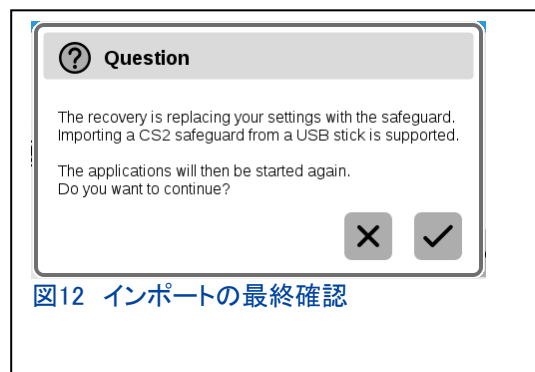 Question
The recovery is replacing your settings with the safeguard.
Importing a CS2 safeguard from a USB stick is supported.
The applications will then be started again.
Do you want to continue?
図12 インポートの最終確認